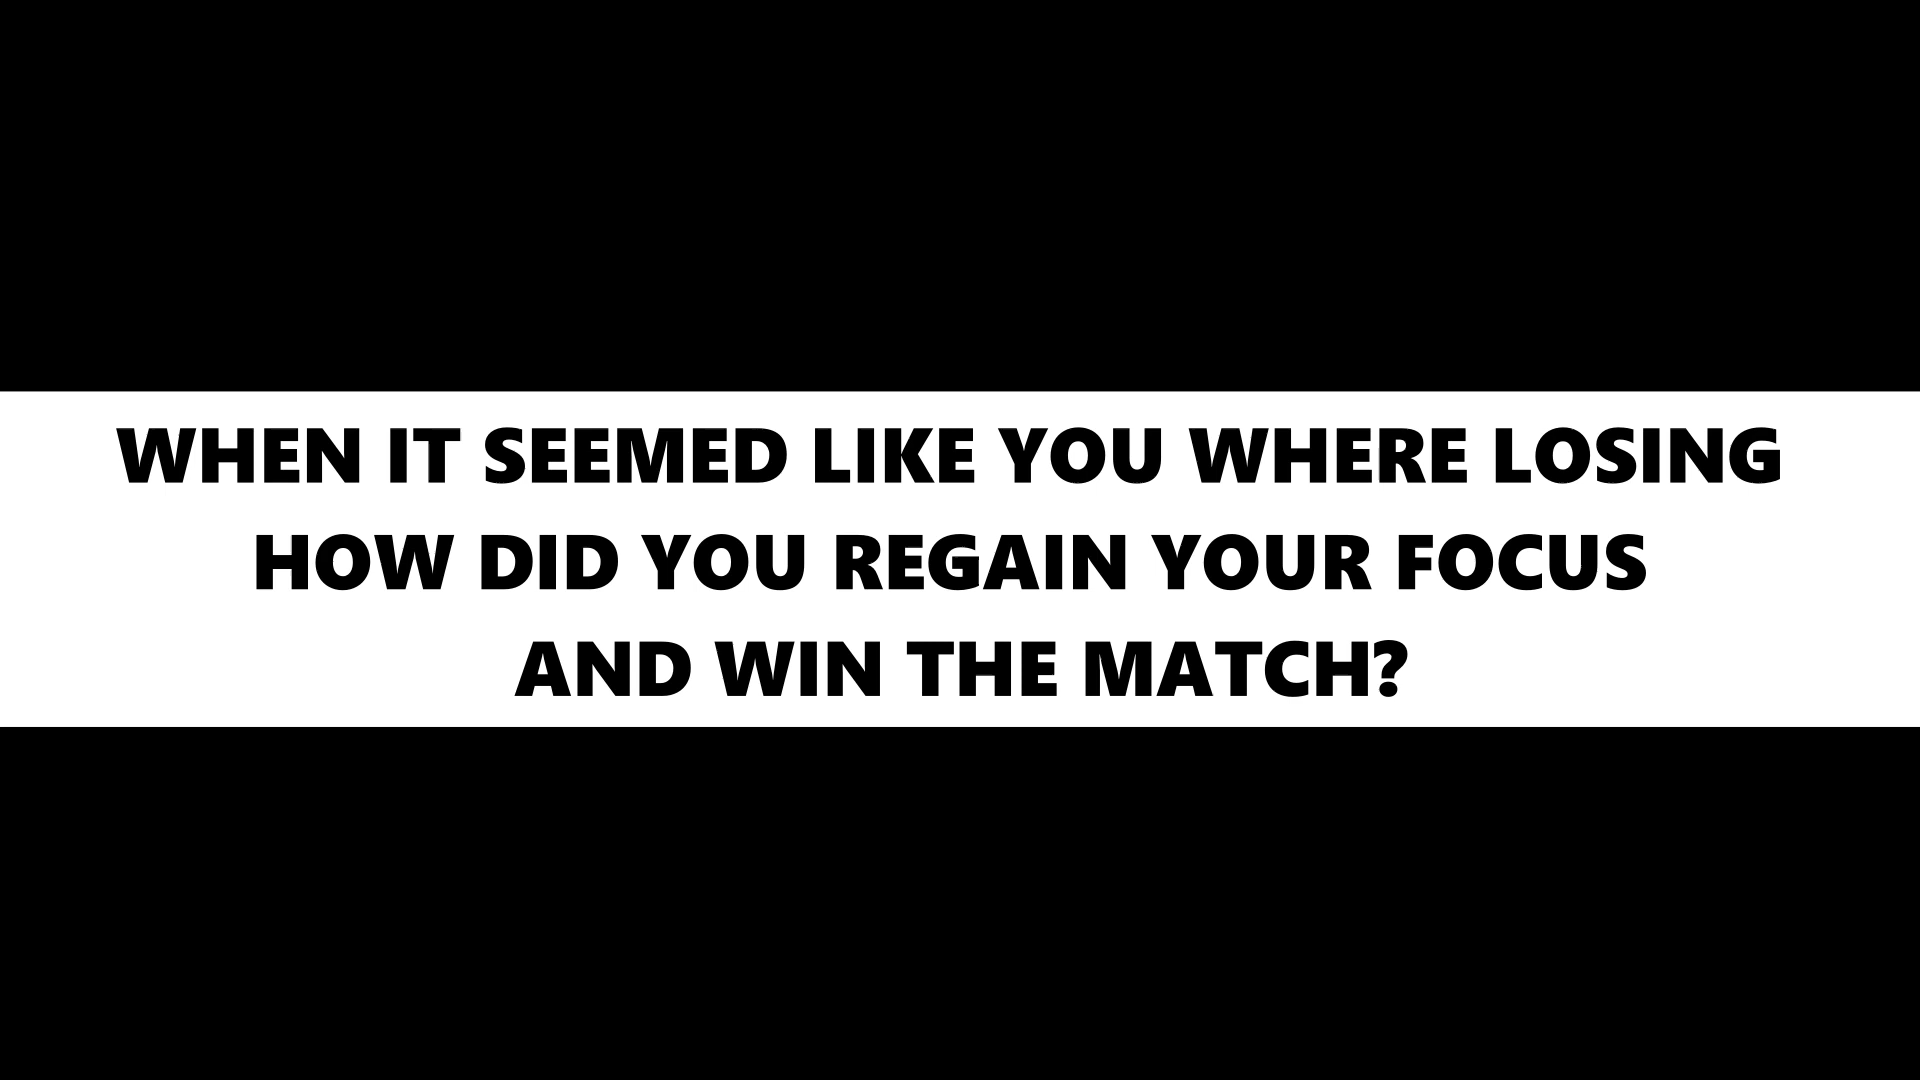 WHEN IT SEEMED LIKE YOU WHERE LOSING
HOW DID YOU REGAIN YOUR FOCUS
AND WIN THE MATCH?